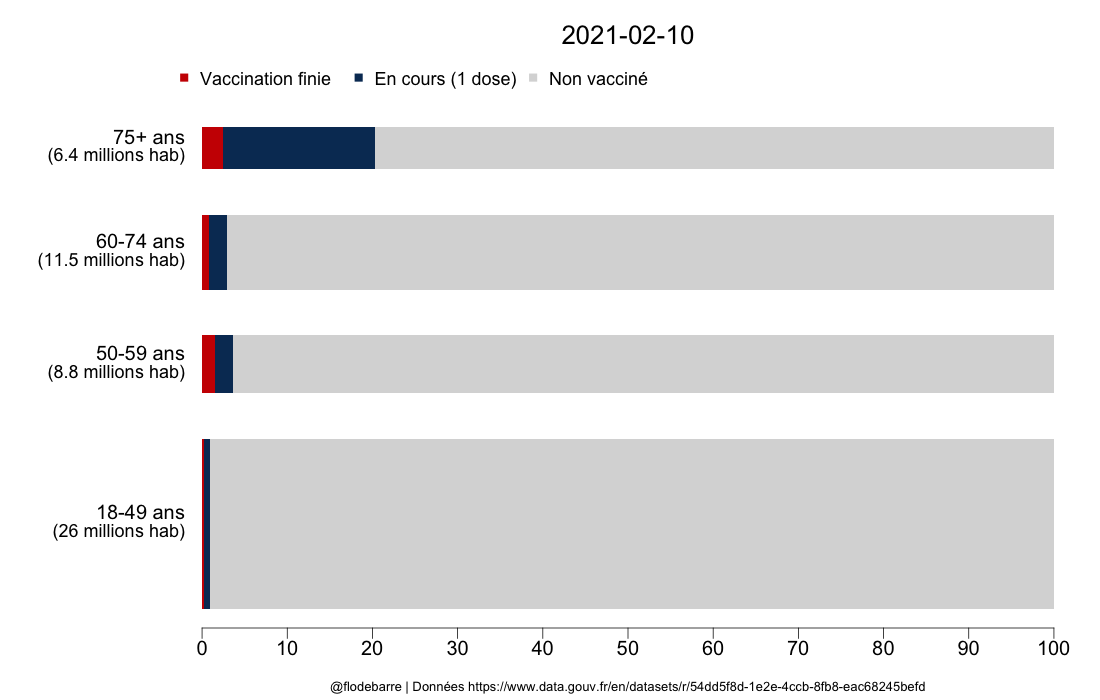 2021-02-10
Vaccination finie En cours (1 dose) Non vacciné
75+ ans
(6.4 millions hab)
60-74 ans
(11.5 millions hab)
50-59 ans
(8.8 millions hab)
18-49 ans
(26 millions hab)
0 10 20 30 40 50 60 70 80 90 100
@flodebarre | Données https://www.data.gouv.fr/en/datasets/r/54dd5f8d-1e2e-4ccb-8fb8-eac68245befd